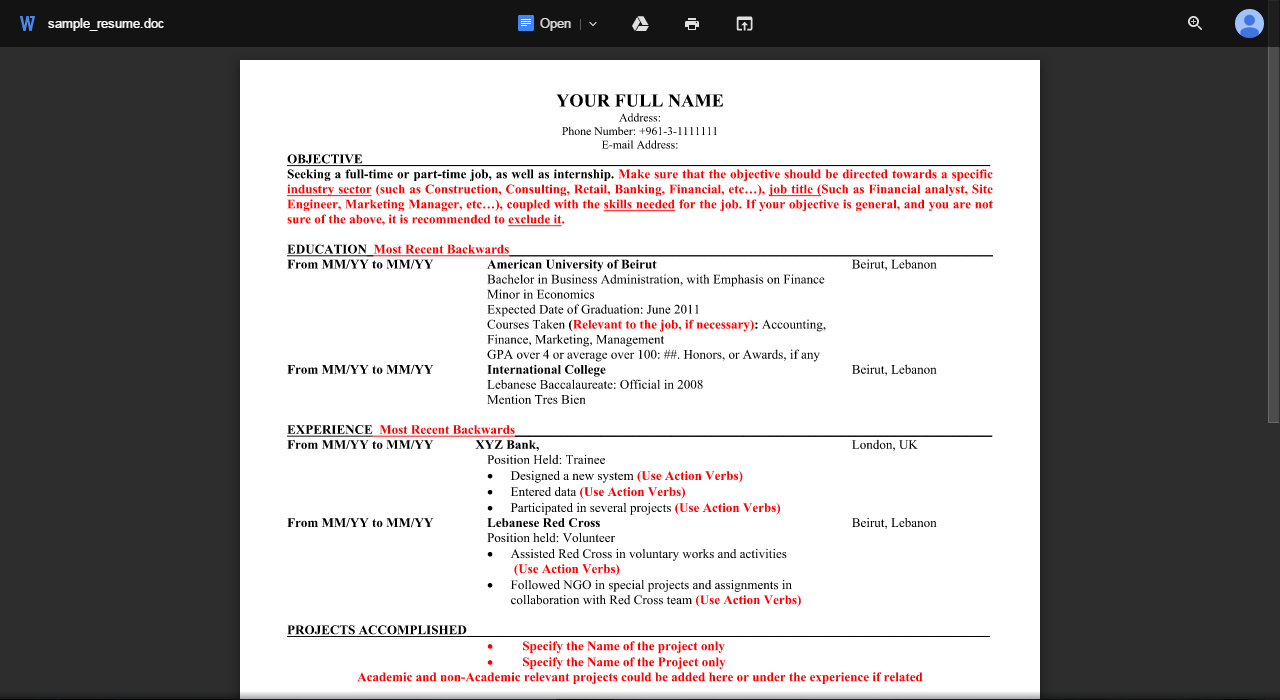 W sample_resume.doc Open
YOUR FULL NAME
Address:
Phone Number: +961-3-1111111
E-mail Address:
OBJECTIVE
Seeking a full-time or part-time job, as well as internship. Make sure that the objective should be directed towards a specific
industry sector (such as Construction, Consulting, Retail, Banking, Financial, etc…), job title (Such as Financial analyst, Site
Engineer, Marketing Manager, etc…), coupled with the skills needed for the job. If your objective is general, and you are not
sure of the above, it is recommended to exclude it.
EDUCATION Most Recent Backwards
From MM/YY to MM/YY American University of Beirut Beirut, Lebanon
Bachelor in Business Administration, with Emphasis on Finance
Minor in Economics
Expected Date of Graduation: June 2011
Courses Taken (Relevant to the job, if necessary): Accounting,
Finance, Marketing, Management
GPA over 4 or average over 100: ##. Honors, or Awards, if any
From MM/YY to MM/YY International College Beirut, Lebanon
Lebanese Baccalaureate: Official in 2008
Mention Tres Bien
EXPERIENCE Most Recent Backwards
From MM/YY to MM/YY XYZ Bank, London, UK
Position Held: Trainee
• Designed a new system (Use Action Verbs)
• Entered data (Use Action Verbs)
• Participated in several projects (Use Action Verbs)
From MM/YY to MM/YY Lebanese Red Cross Beirut, Lebanon
Position held: Volunteer
• Assisted Red Cross in voluntary works and activities
(Use Action Verbs)
• Followed NGO in special projects and assignments in
collaboration with Red Cross team (Use Action Verbs)
PROJECTS ACCOMPLISHED
• Specify the Name of the project only
• Specify the Name of the Project only
Academic and non-Academic relevant projects could be added here or under the experience if related